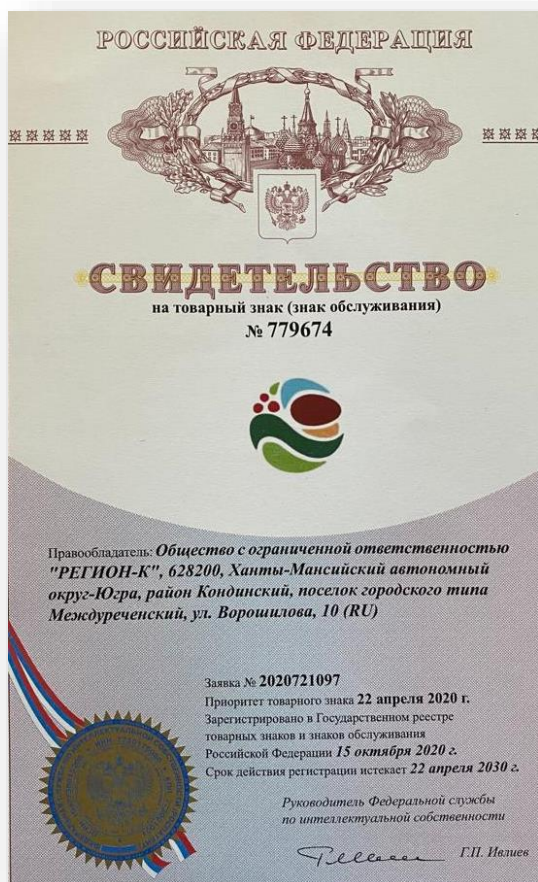 РОССИЙСКАЯ ФЕДЕРАЦИЯ
СВИДЕТЕЛЬСТВО
на товарный знак (знак обслуживания)
№ 779674
Правообладатель: Общество с ограниченной ответственностью
"РЕГИОН-К", 628200, Ханты-Мансийский автономный
округ-Югра, район Кондинский, поселок городского типа
Междуреченский, ул. Ворошилова, 10 (RU)
Заявка № 2020721097
Приоритет товарного знака 22 апреля 2020 г.
Зарегистрировано в Государственном реестре
товарных знаков и знаков обслуживания
Российской Федерации 15 октября 2020 г.
Срок действия регистрации истекает 22 апреля 2030 г.
Руководитель Федеральной службы
по интеллектуальной собственности
Г.П. Ивлиев